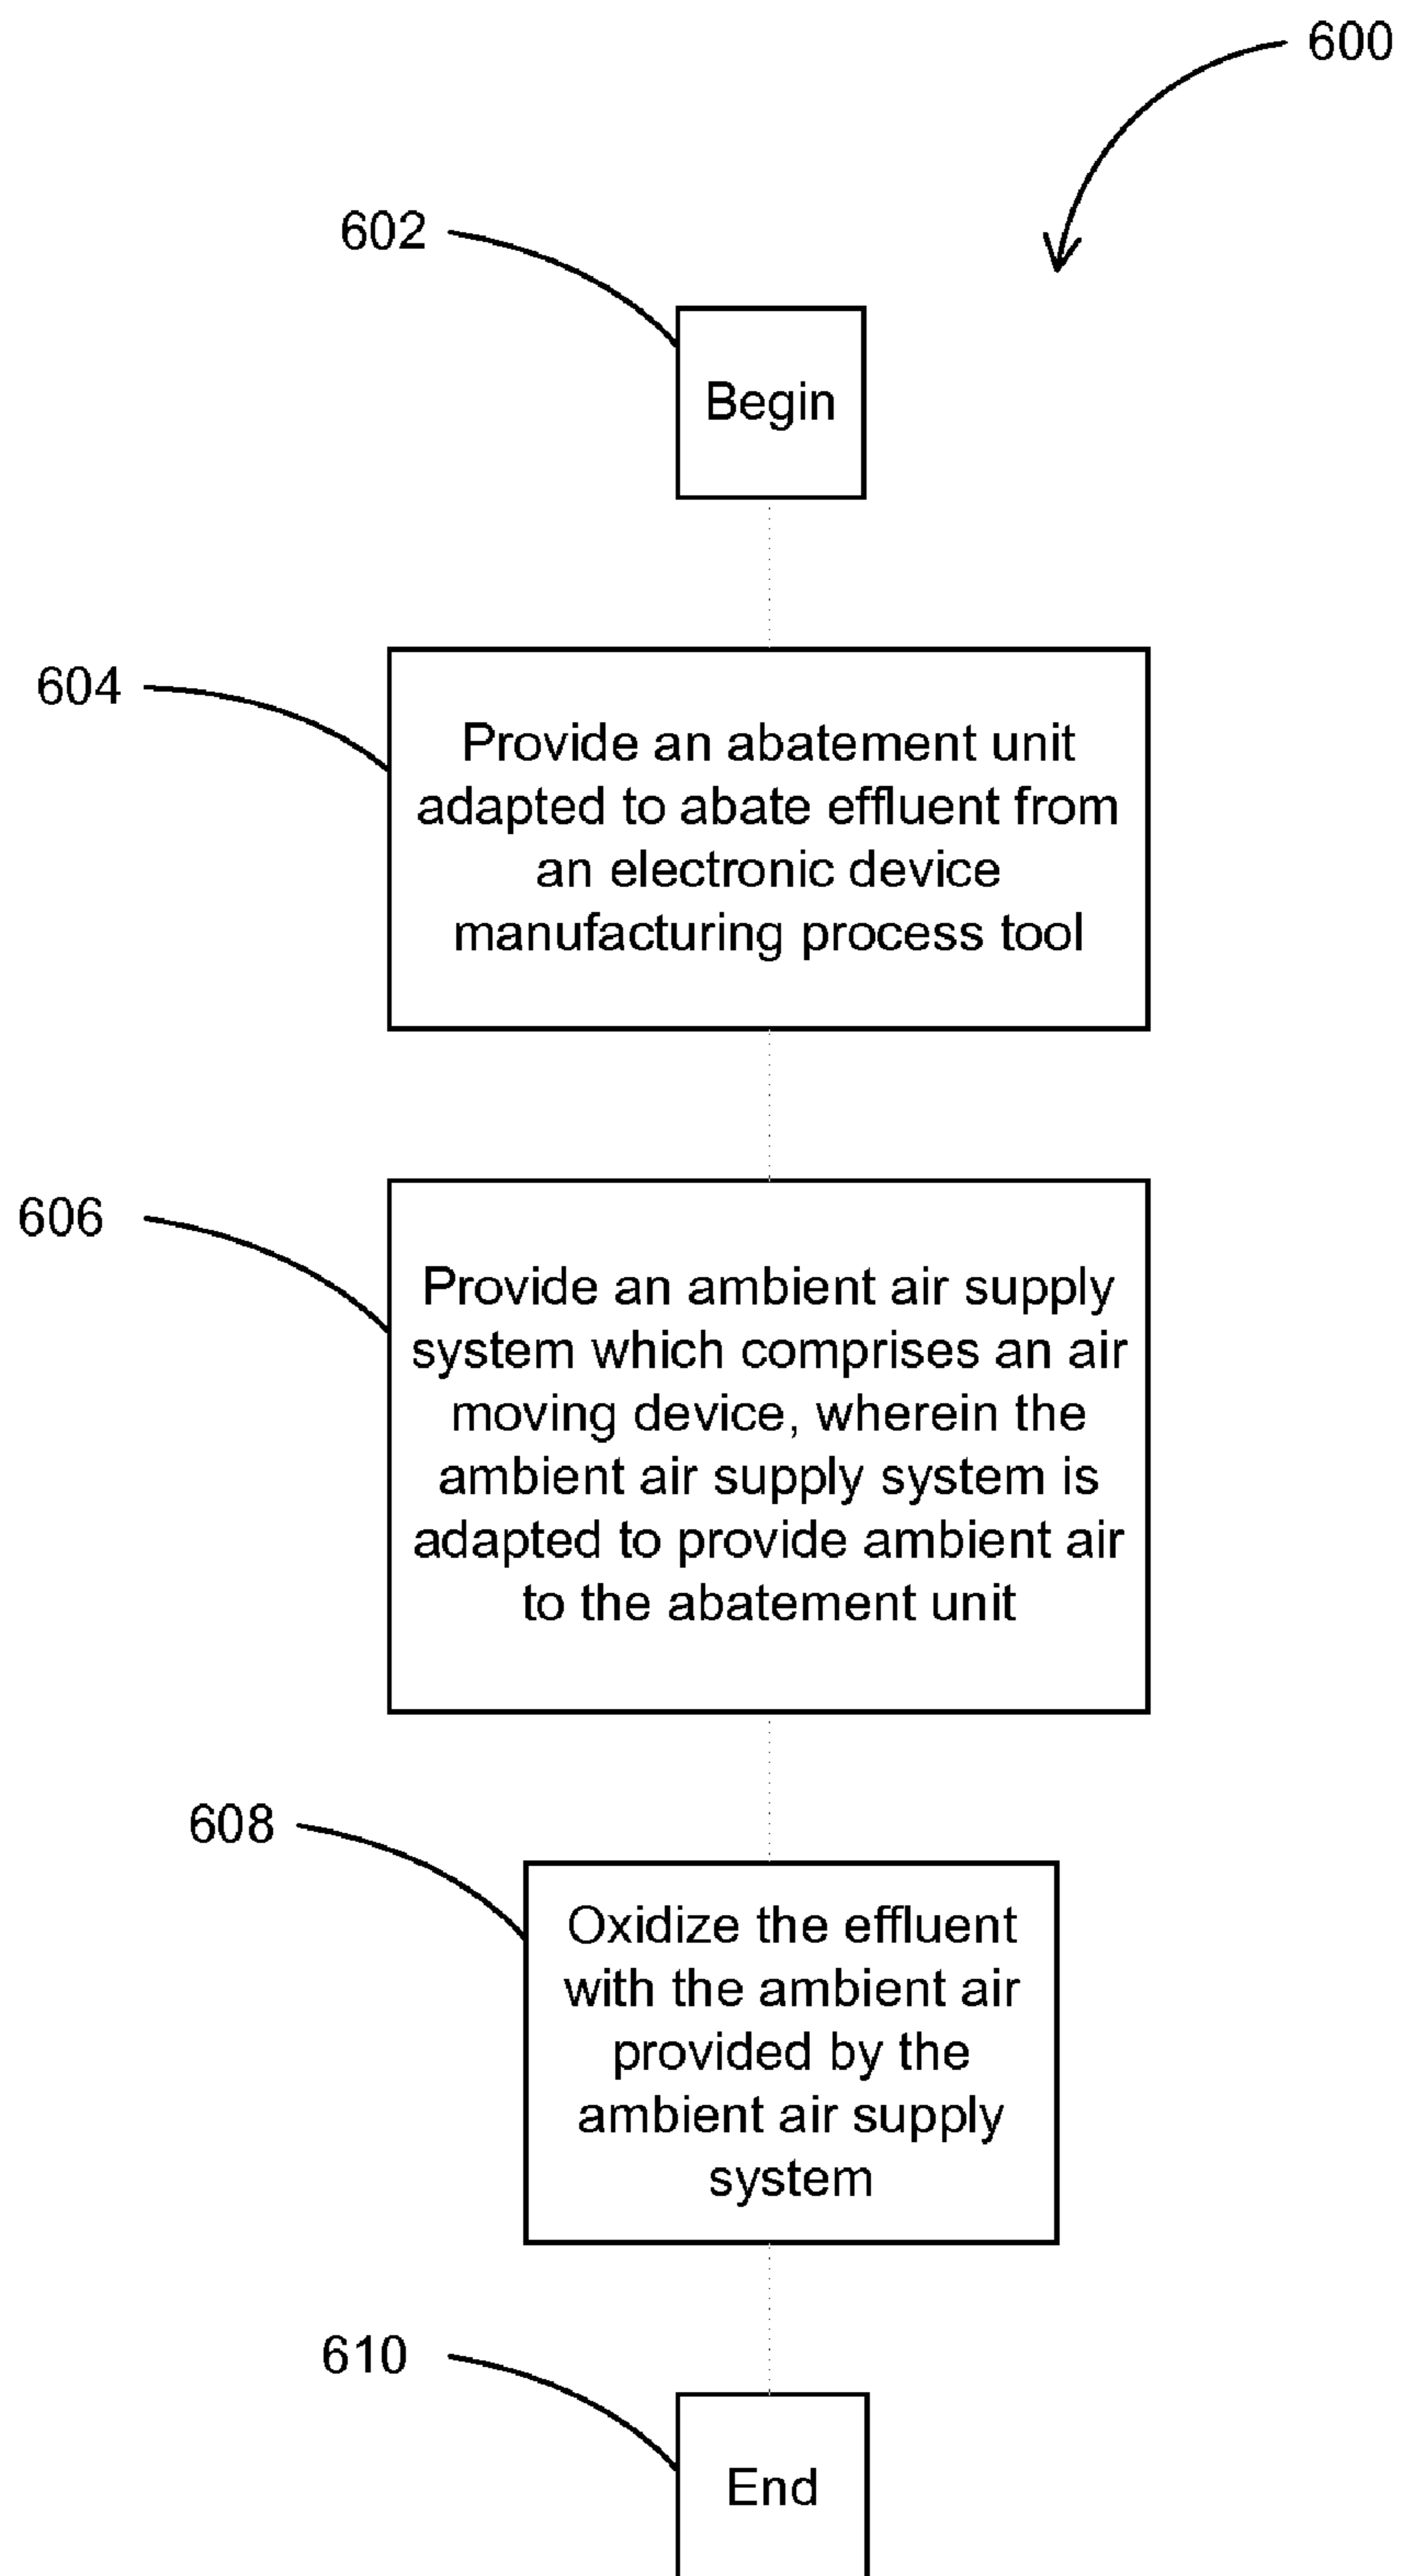 600
602
Begin
604
Provide an abatement unit
adapted to abate effluent from
an electronic device
manufacturing process tool
606
Provide an ambient air supply
system which comprises an air
moving device, wherein the
ambient air supply system is
adapted to provide ambient air
to the abatement unit
608
Oxidize the effluent
with the ambient air
provided by the
ambient air supply
system
610
End